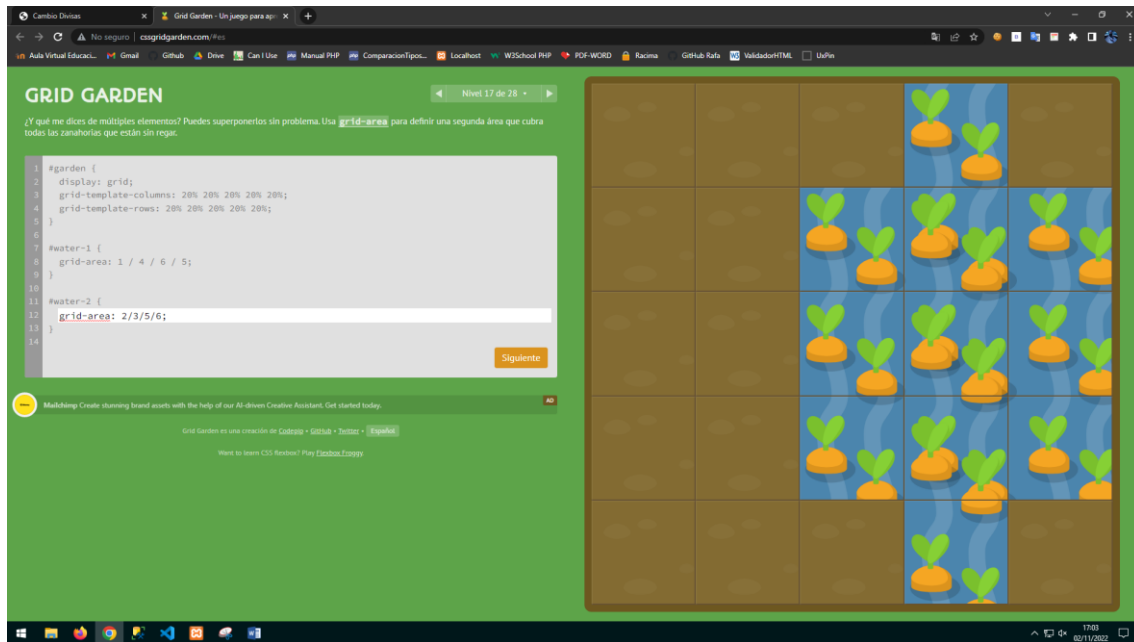 Cambio Divisas
Grid Garden - Un juego para apr
No seguro | cssgridgarden.com/#es
Aula Virtual Educaci... Gmail Github Drive Can I Use Manual PHP ComparacionTipos... Localhost W3School PHP PDF-WORD Racima GitHub Rafa ValidadorHTML UxPin
GRID GARDEN
Nivel 17 de 28
¿Y qué me dices de múltiples elementos? Puedes superponerlos sin problema. Usa grid-area para definir una segunda área que cubra
todas las zanahorias que están sin regar.
1 #garden {
2 display: grid;
3 grid-template-columns: 20% 20% 20% 20% 20%;
4 grid-template-rows: 20% 20% 20% 20% 20%;
5 }
6
7 #water-1 {
8 grid-area: 1 / 4 / 6 / 5;
9 }
10
11 #water-2 {
12 grid-area: 2/3/5/6;
13 }
14
Siguiente
Mailchimp Create stunning brand assets with the help of our AI-driven Creative Assistant. Get started today.
AD
Grid Garden es una creación de Codepip • GitHub • Twitter • Español
Want to learn CSS flexbox? Play Flexbox Froggy.
17:03
02/11/2022